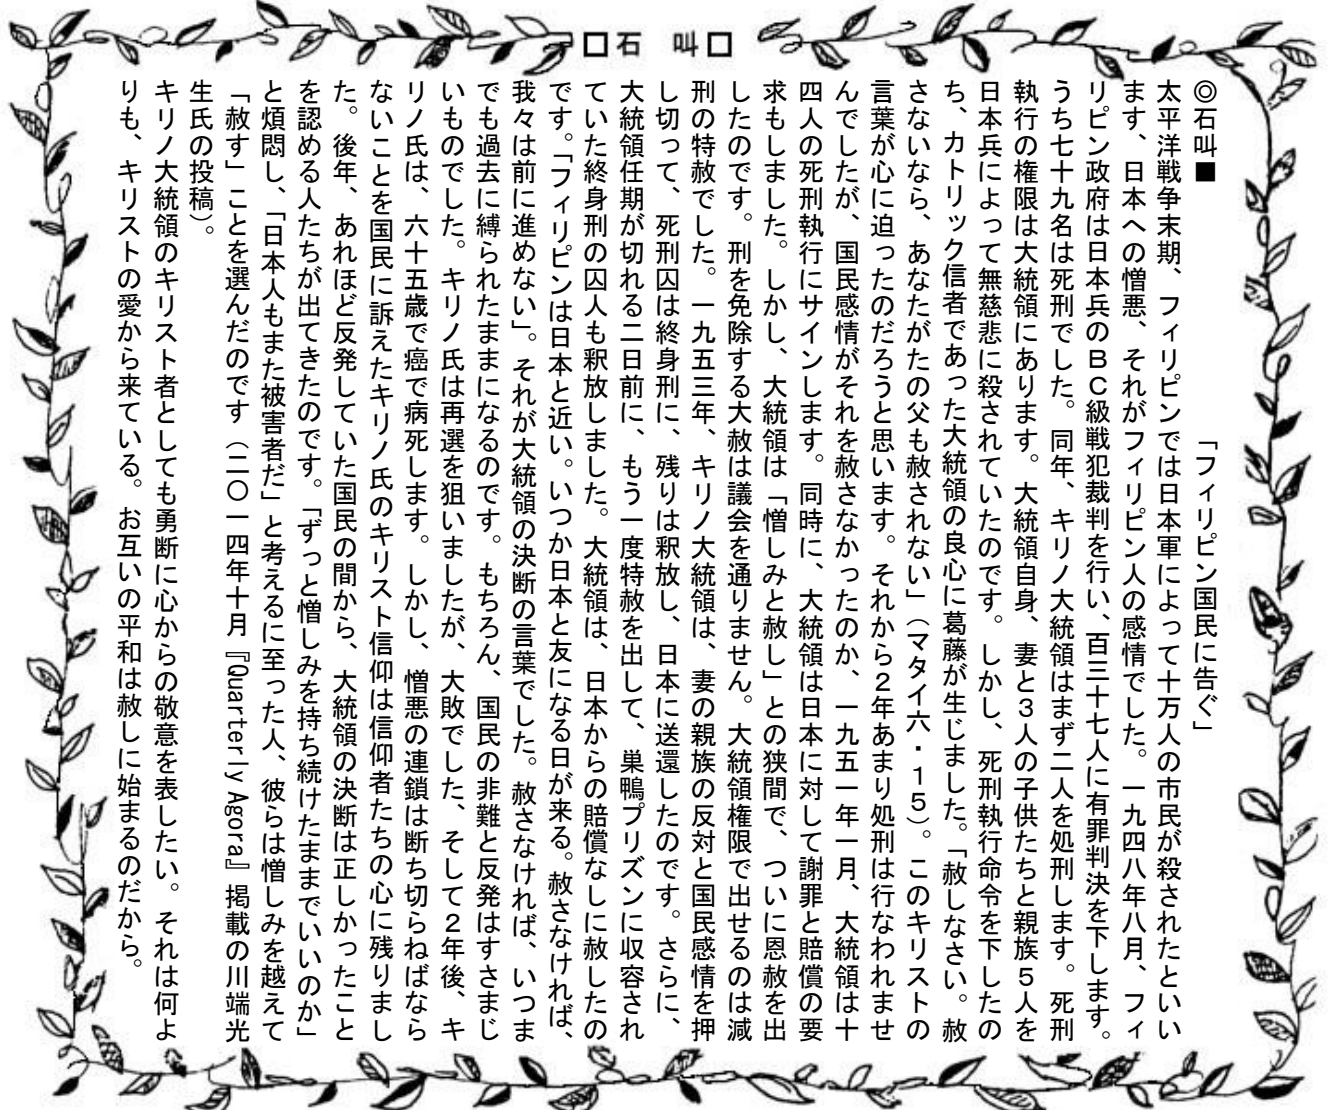 □石　叫□
◎石叫■　　　　　　「フィリピン国民に告ぐ」
太平洋戦争末期、フィリピンでは日本軍によって十万人の市民が殺されたといい
ます、日本への憎悪、それがフィリピン人の感情でした。一九四八年八月、フィ
リピン政府は日本兵のＢＣ級戦犯裁判を行い、百三十七人に有罪判決を下します。
うち七十九名は死刑でした。同年、キリノ大統領はまず二人を処刑します。死刑
執行の権限は大統領にあります。大統領自身、妻と３人の子供たちと親族５人を
日本兵によって無慈悲に殺されていたのです。しかし、死刑執行命令を下したの
ち、カトリック信者であった大統領の良心に葛藤が生じました。「赦しなさい。赦
さないなら、あなたがたの父も赦されない」（マタイ六・１５）。このキリストの
言葉が心に迫ったのだろうと思います。それから２年あまり処刑は行なわれませ
んでしたが、国民感情がそれを赦さなかったのか、一九五一年一月、大統領は十
四人の死刑執行にサインします。同時に、大統領は日本に対して謝罪と賠償の要
求もしました。しかし、大統領は「憎しみと赦し」との狭間で、ついに恩赦を出
したのです。刑を免除する大赦は議会を通りません。大統領権限で出せるのは減
刑の特赦でした。一九五三年、キリノ大統領は、妻の親族の反対と国民感情を押
し切って、死刑囚は終身刑に、残りは釈放し、日本に送還したのです。さらに、
大統領任期が切れる二日前に、もう一度特赦を出して、巣鴨プリズンに収容され
ていた終身刑の囚人も釈放しました。大統領は、日本からの賠償なしに赦したの
です。「フィリピンは日本と近い。いつか日本と友になる日が来る。赦さなければ、
我々は前に進めない」。それが大統領の決断の言葉でした。赦さなければ、いつま
でも過去に縛られたままになるのです。もちろん、国民の非難と反発はすさまじ
いものでした。キリノ氏は再選を狙いましたが、大敗でした、そして２年後、キ
リノ氏は、六十五歳で癌で病死します。しかし、憎悪の連鎖は断ち切らねばなら
ないことを国民に訴えたキリノ氏のキリスト信仰は信仰者たちの心に残りまし
た。後年、あれほど反発していた国民の間から、大統領の決断は正しかったこと
を認める人たちが出てきたのです。「ずっと憎しみを持ち続けたままでいいのか」
と煩悶し、「日本人もまた被害者だ」と考えるに至った人、彼らは憎しみを越えて
「赦す」ことを選んだのです（二〇一四年十月『Quarterly Agora』掲載の川端光
生氏の投稿）。
キリノ大統領のキリスト者としても勇断に心からの敬意を表したい。それは何よ
りも、キリストの愛から来ている。お互いの平和は赦しに始まるのだから。